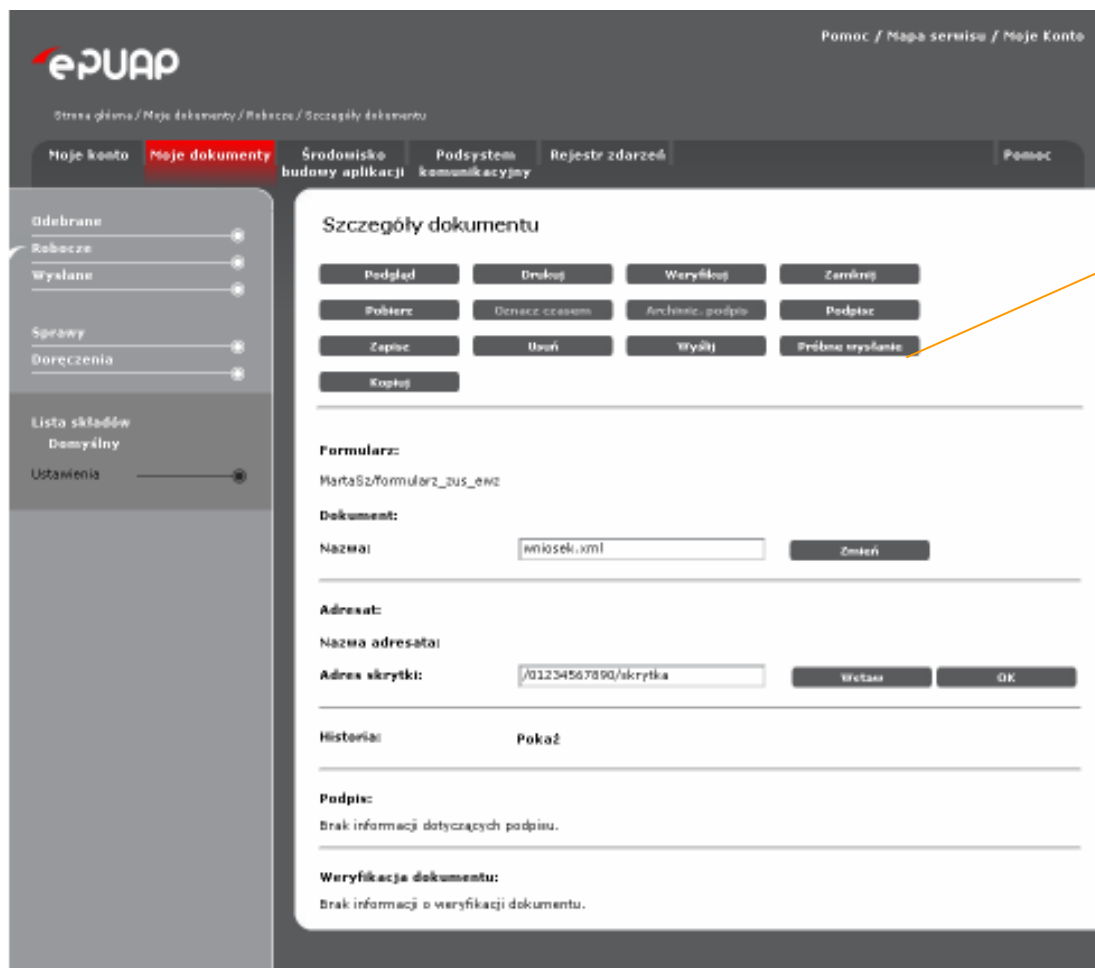 Pomoc / Mapa serwisu / Moje Konto
ePUAP
Strona główna / Moje dokumenty / Robocze / Szczegóły dokumentu
Moje konto Moje dokumenty Środowisko budowy aplikacji Podsystem komunikacyjny Rejestr zdarzeń Pomoc
Odebrane
Robocze
Wysłane
Sprawy
Doręczenia
Lista składów
Domyślny
Ustawienia
Szczegóły dokumentu
Podgląd Drukuj Weryfikuj Zamknij
Pobierz Oznacz czasem Archiwiz. podpis Podpisz
Zapisz Usuń Wyślij Próbne wysłanie
Kopiuj
Formularz:
MartaSz/formularz_zus_ewz
Dokument:
Nazwa: wniosek.xml Zmień
Adresat:
Nazwa adresata:
Adres skrytki: /01234567890/skrytka Wstaw OK
Historia: Pokaż
Podpis:
Brak informacji dotyczących podpisu.
Weryfikacja dokumentu:
Brak informacji o weryfikacji dokumentu.